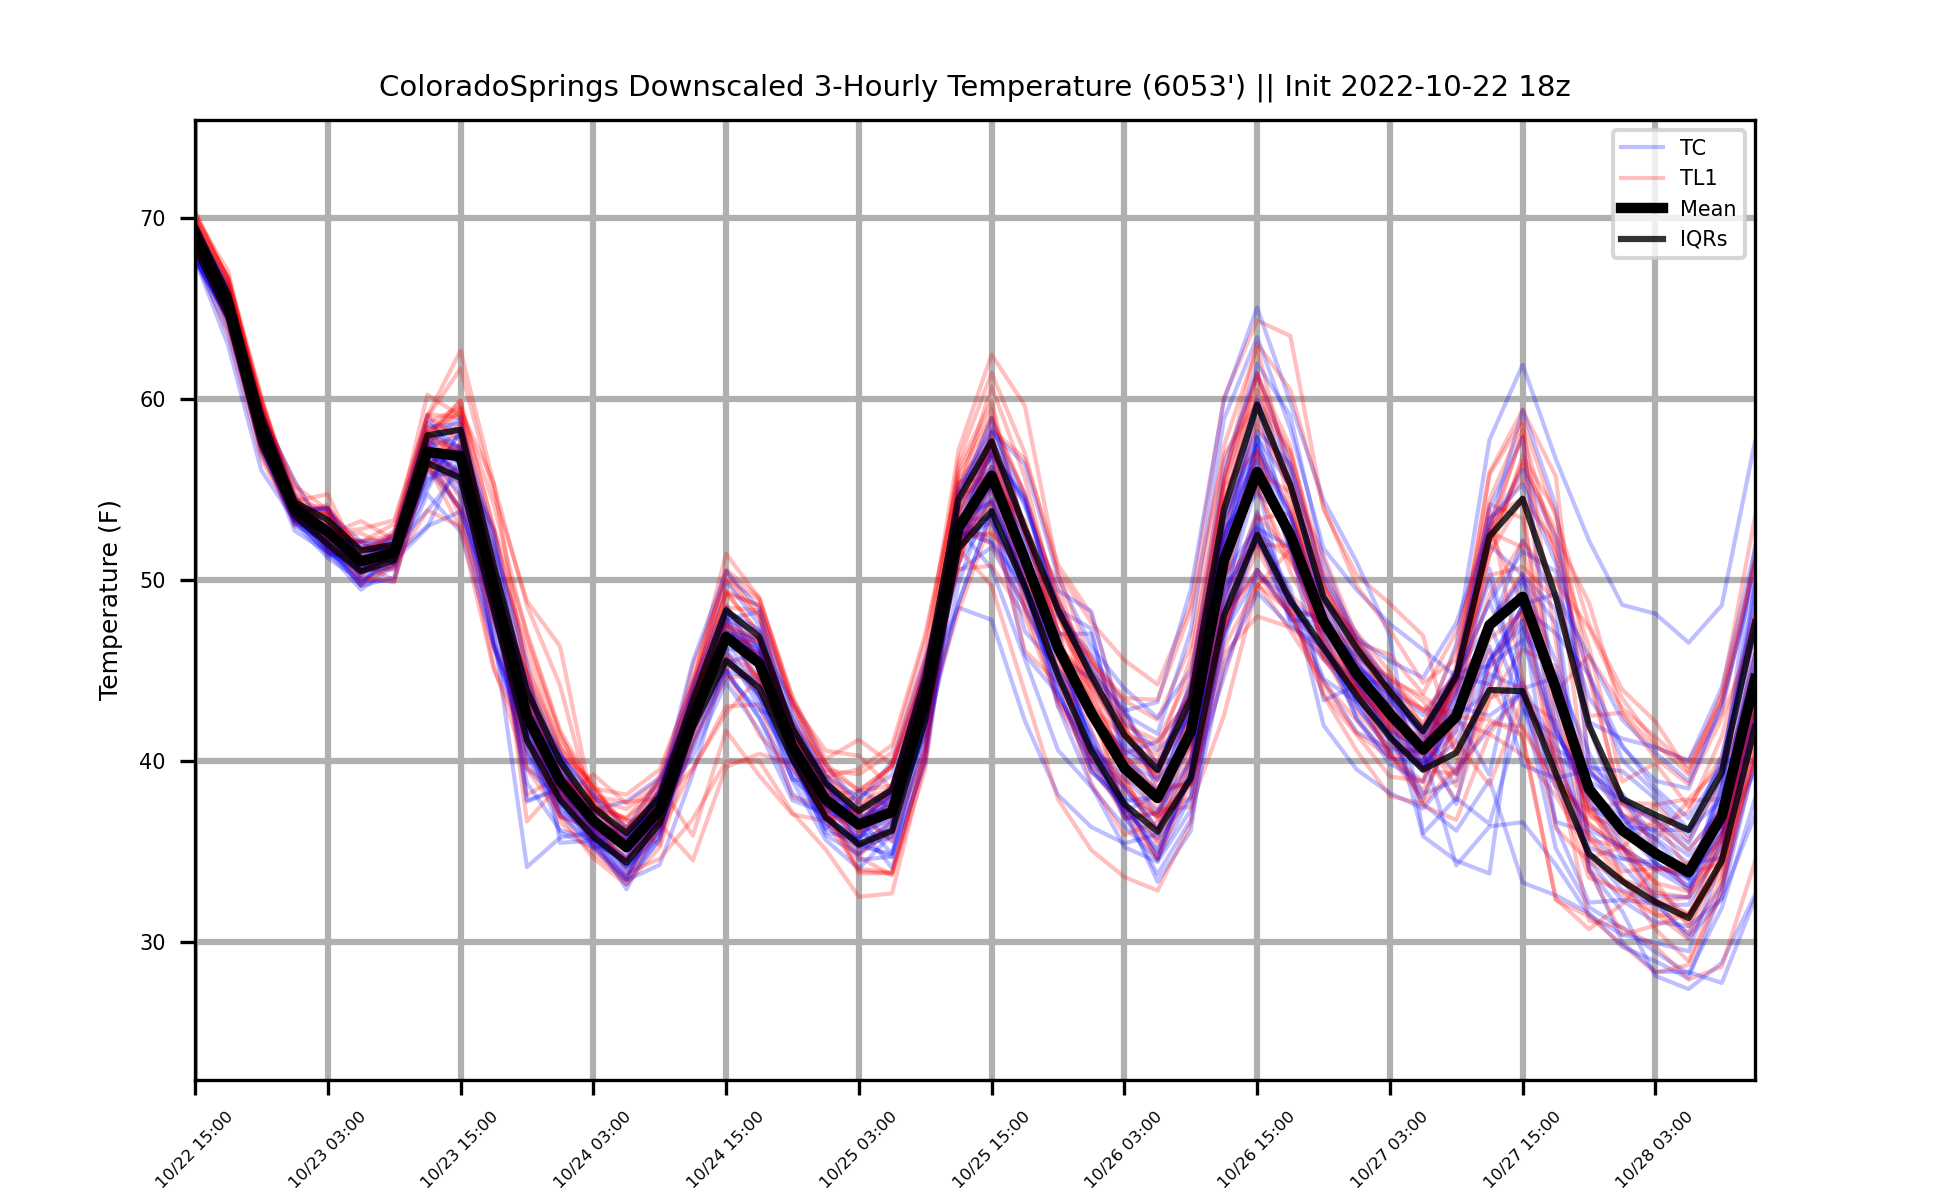 ColoradoSprings Downscaled 3-Hourly Temperature (6053') || Init 2022-10-22 18z
TC
TL1
Mean
IQRs
Temperature (F)
70
60
50
40
30
10/22 15:00
10/23 03:00
10/23 15:00
10/24 03:00
10/24 15:00
10/25 03:00
10/25 15:00
10/26 03:00
10/26 15:00
10/27 03:00
10/27 15:00
10/28 03:00